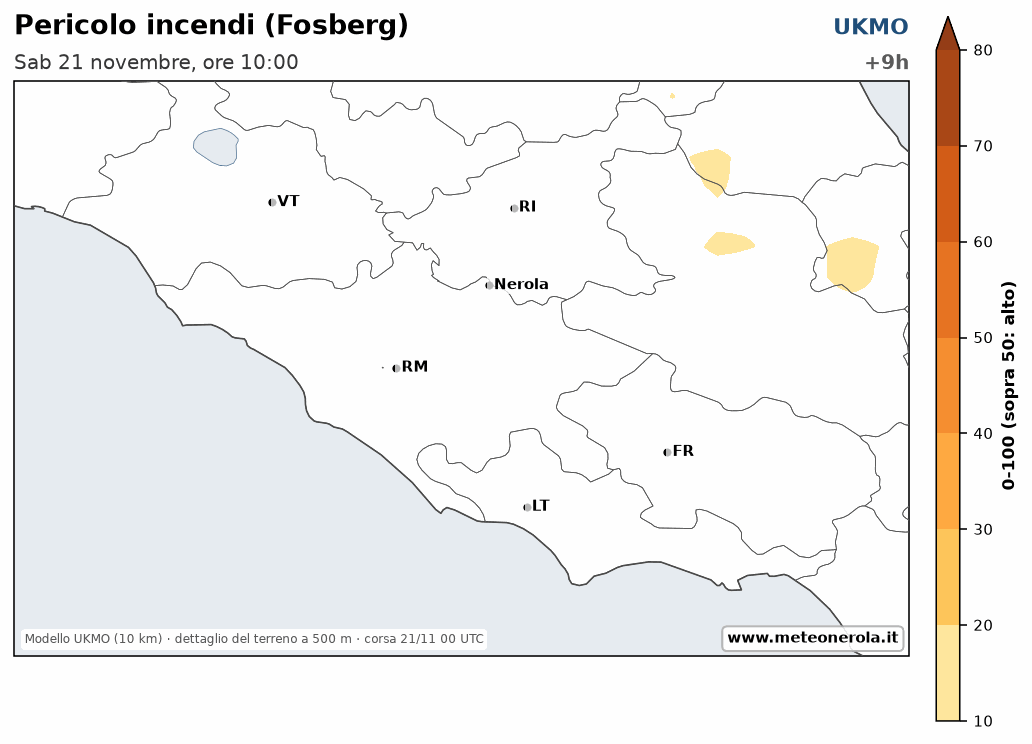 Pericolo incendi (Fosberg)
UKMO
Sab 21 novembre, ore 10:00
+9h
VT
RI
Nerola
RM
FR
LT
Modello UKMO (10 km) · dettaglio del terreno a 500 m · corsa 21/11 00 UTC
www.meteonerola.it
80
70
60
50
40
30
20
10
0-100 (sopra 50: alto)